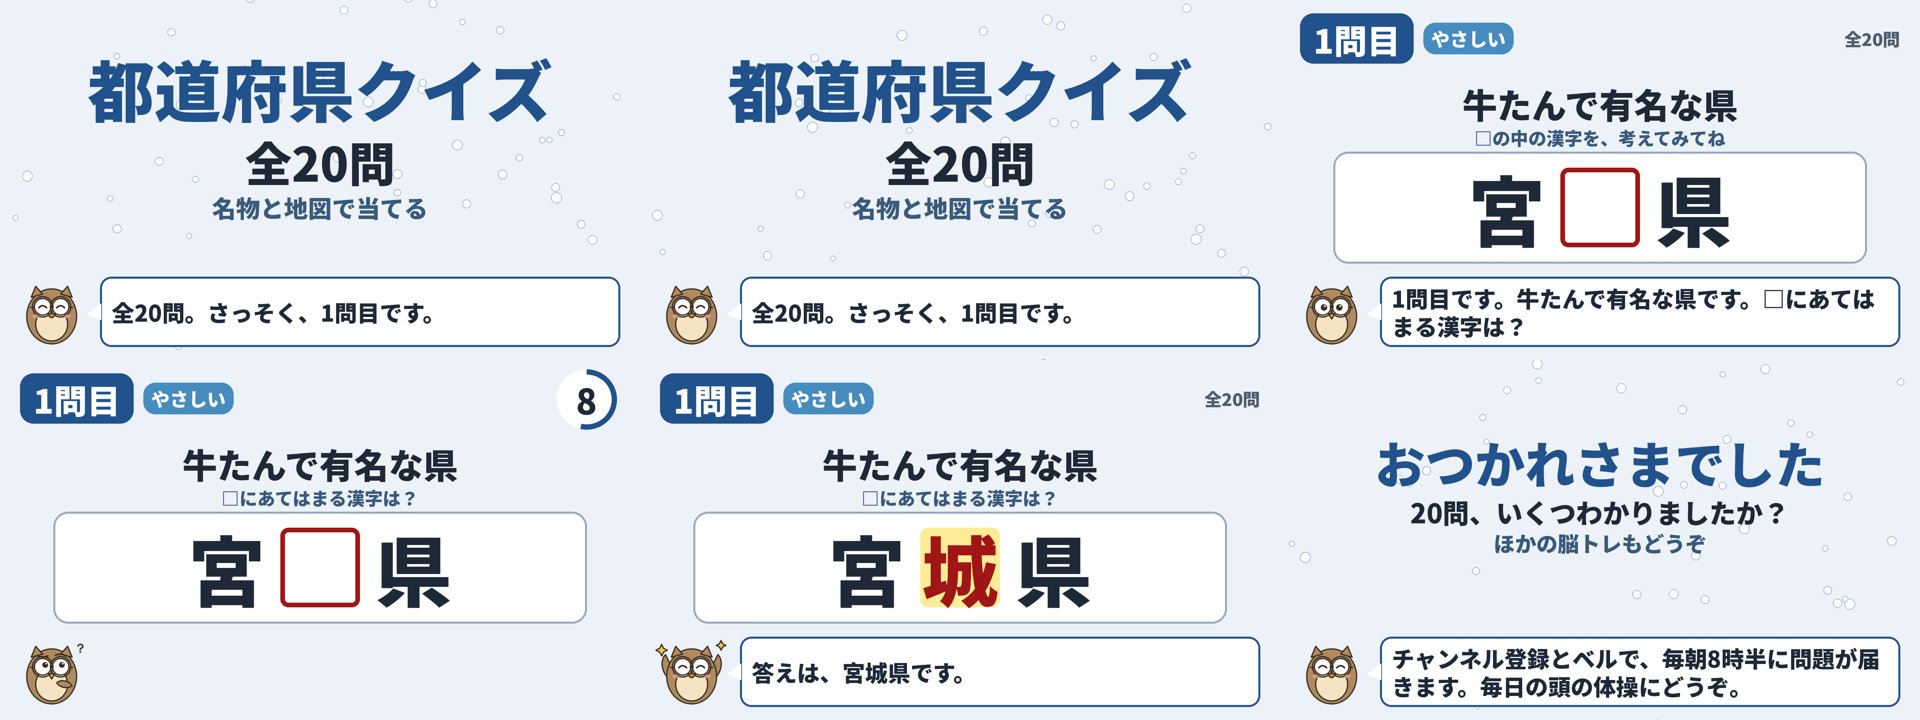 都道府県クイズ
全20問
名物と地図で当てる
全20問。さっそく、1問目です。
都道府県クイズ
全20問
名物と地図で当てる
全20問。さっそく、1問目です。
1問目 やさしい 全20問
牛たんで有名な県
□の中の漢字を、考えてみてね
宮□県
1問目です。牛たんで有名な県です。□にあては
まる漢字は？
1問目 やさしい 8
牛たんで有名な県
□にあてはまる漢字は？
宮□県
?
1問目 やさしい 全20問
牛たんで有名な県
□にあてはまる漢字は？
宮城県
答えは、宮城県です。
おつかれさまでした
20問、いくつわかりましたか？
ほかの脳トレもどうぞ
チャンネル登録とベルで、毎朝8時半に問題が届
きます。毎日の頭の体操にどうぞ。